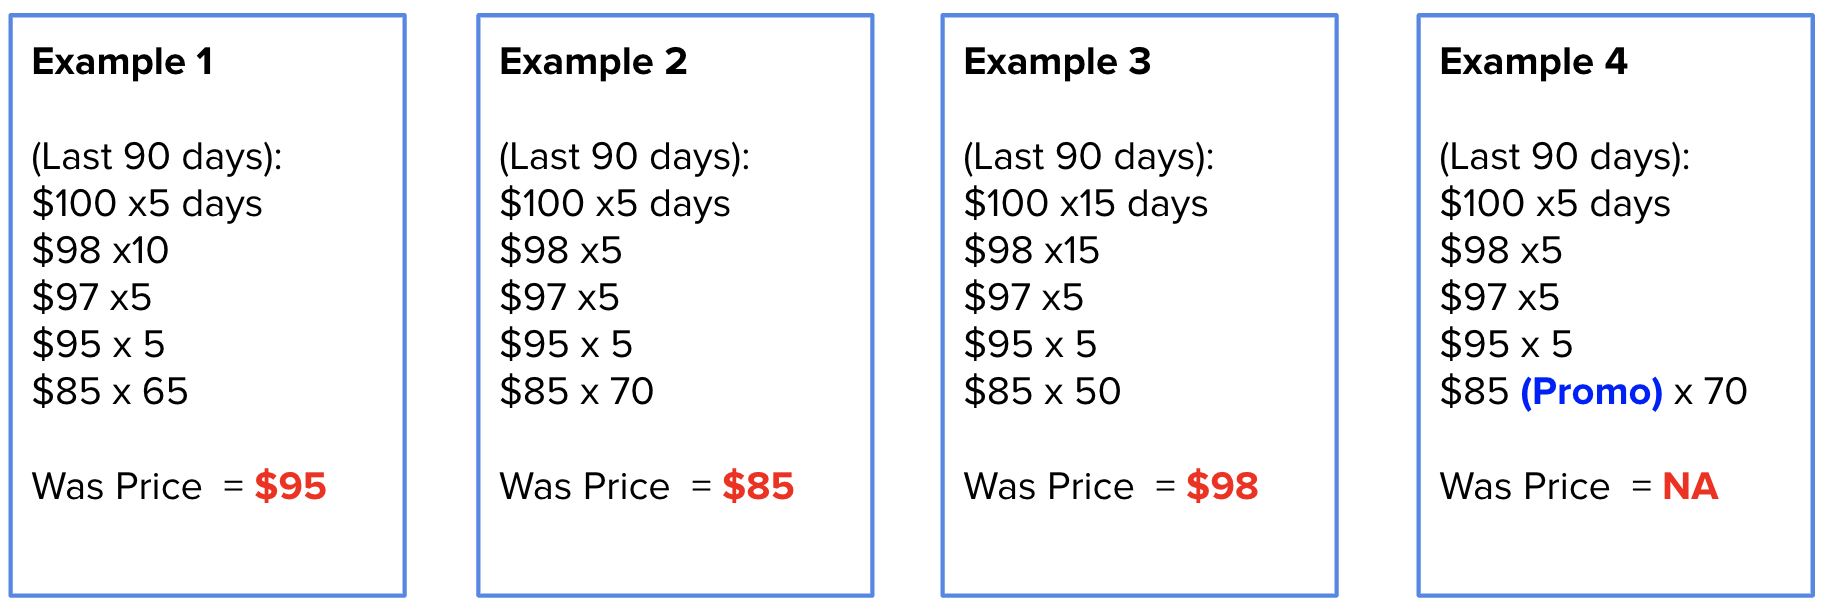 Example 1
(Last 90 days):
$100 x5 days
$98 x10
$97 x5
$95 x 5
$85 x 65
Was Price = $95
Example 2
(Last 90 days):
$100 x5 days
$98 x5
$97 x5
$95 x 5
$85 x 70
Was Price = $85
Example 3
(Last 90 days):
$100 x15 days
$98 x15
$97 x5
$95 x 5
$85 x 50
Was Price = $98
Example 4
(Last 90 days):
$100 x5 days
$98 x5
$97 x5
$95 x 5
$85 (Promo) x 70
Was Price = NA